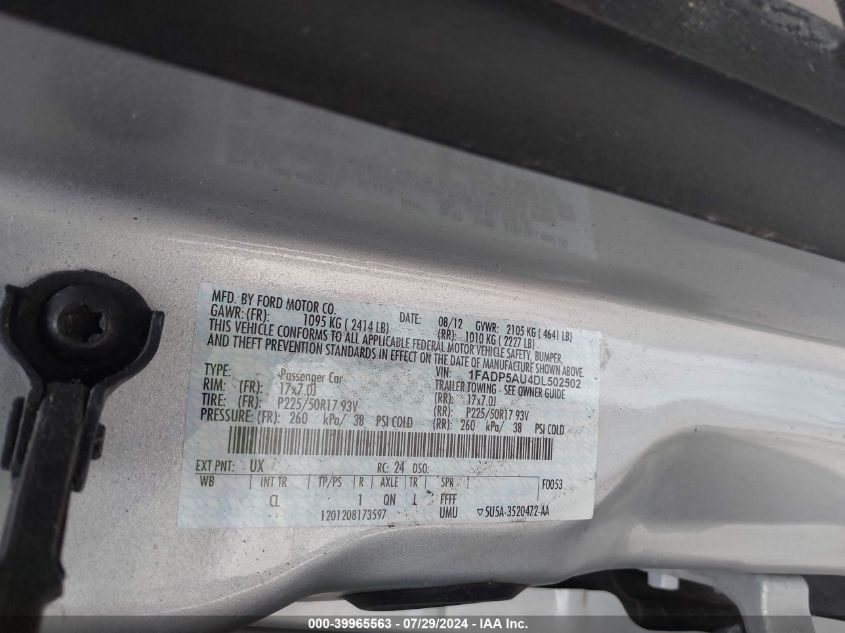 MFD. BY FORD MOTOR CO.
DATE: 08/12 GVWR: 2105 KG ( 4641 LB)
GAWR: (FR): 1095 KG ( 2414 LB) (RR): 1010 KG ( 2227 LB)
THIS VEHICLE CONFORMS TO ALL APPLICABLE FEDERAL MOTOR VEHICLE SAFETY, BUMPER,
AND THEFT PREVENTION STANDARDS IN EFFECT ON THE DATE OF MANUFACTURE SHOWN ABOVE.
VIN: 1FADP5AU4DL502502
TYPE: Passenger Car TRAILER TOWING - SEE OWNER GUIDE
RIM: (FR): 17x7.0J (RR): 17x7.0J
TIRE: (FR): P225/50R17 93V (RR): P225/50R17 93V
PRESSURE: (FR): 260 kPa/ 38 PSI COLD (RR): 260 kPa/ 38 PSI COLD
EXT PNT: UX RC: 24 DSO:
WB INT TR TP/PS R AXLE TR SPR F0053
CL 1 QN L FFFF
1201208173597 UMU ▽5U5A-3520472-AA
000-39965563 - 07/29/2024 - IAA Inc.